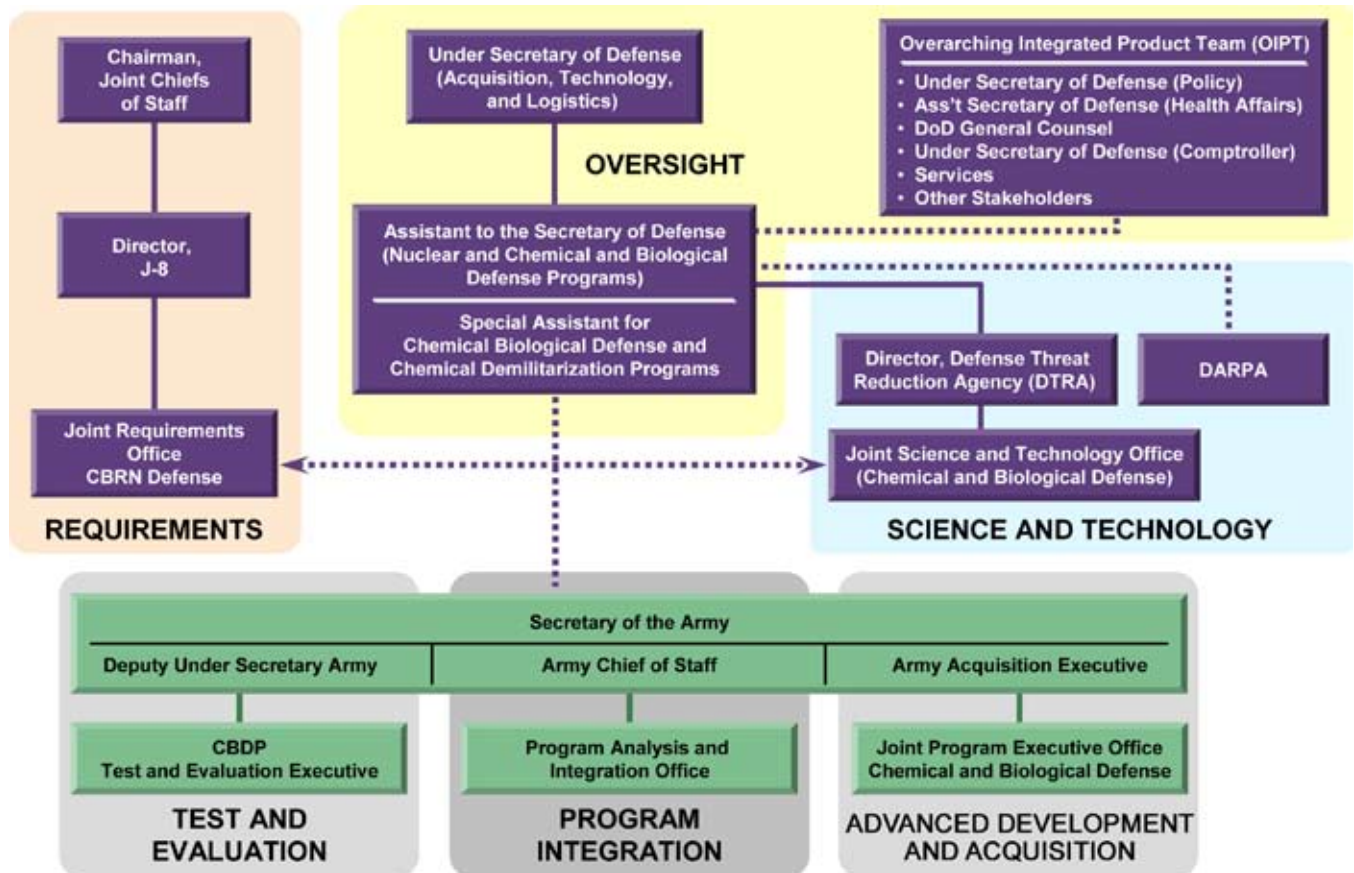 Chairman,
Joint Chiefs
of Staff
Director,
J-8
Joint Requirements
Office
CBRN Defense
REQUIREMENTS
Under Secretary of Defense
(Acquisition, Technology,
and Logistics)
OVERSIGHT
Overarching Integrated Product Team (OIPT)
• Under Secretary of Defense (Policy)
• Ass't Secretary of Defense (Health Affairs)
• DoD General Counsel
• Under Secretary of Defense (Comptroller)
• Services
• Other Stakeholders
Assistant to the Secretary of Defense
(Nuclear and Chemical and Biological
Defense Programs)
Special Assistant for
Chemical Biological Defense and
Chemical Demilitarization Programs
Director, Defense Threat
Reduction Agency (DTRA)
DARPA
Joint Science and Technology Office
(Chemical and Biological Defense)
SCIENCE AND TECHNOLOGY
Secretary of the Army
Deputy Under Secretary Army
Army Chief of Staff
Army Acquisition Executive
CBDP
Test and Evaluation Executive
Program Analysis and
Integration Office
Joint Program Executive Office
Chemical and Biological Defense
TEST AND
EVALUATION
PROGRAM
INTEGRATION
ADVANCED DEVELOPMENT
AND ACQUISITION